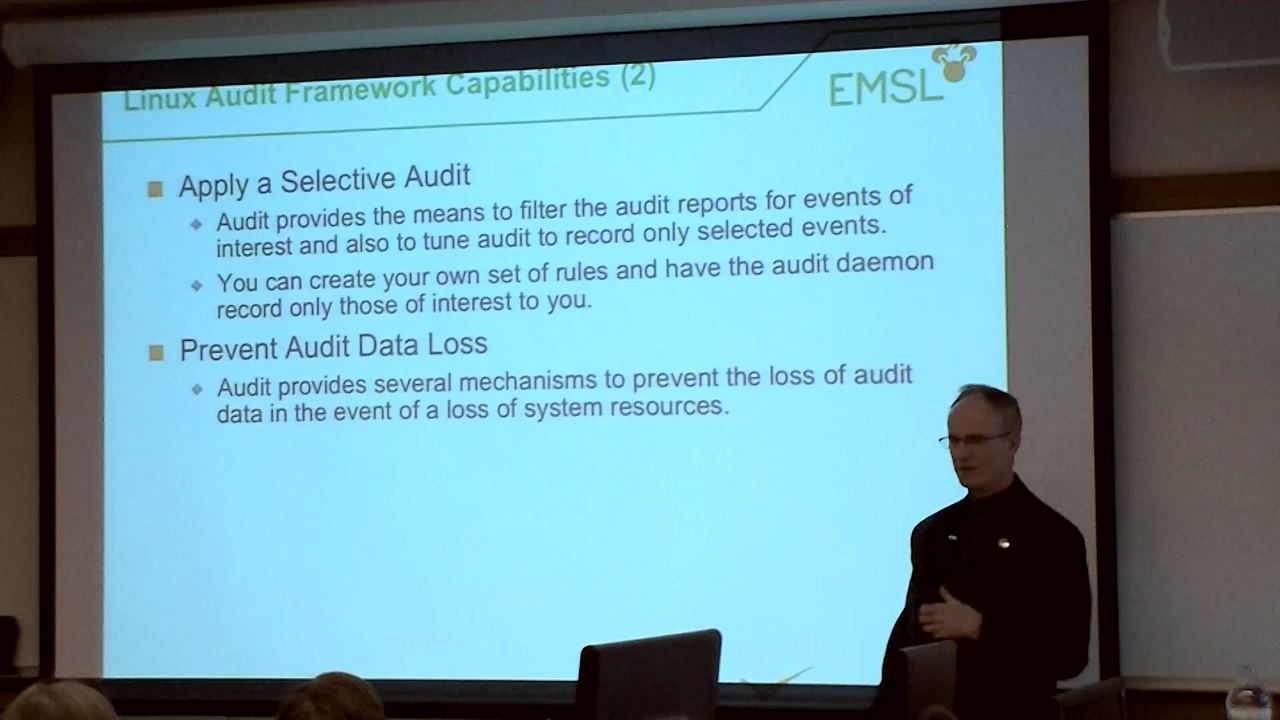 Linux Audit Framework Capabilities (2)
EMSL
Apply a Selective Audit
Audit provides the means to filter the audit reports for events of
interest and also to tune audit to record only selected events.
You can create your own set of rules and have the audit daemon
record only those of interest to you.
Prevent Audit Data Loss
Audit provides several mechanisms to prevent the loss of audit
data in the event of a loss of system resources.